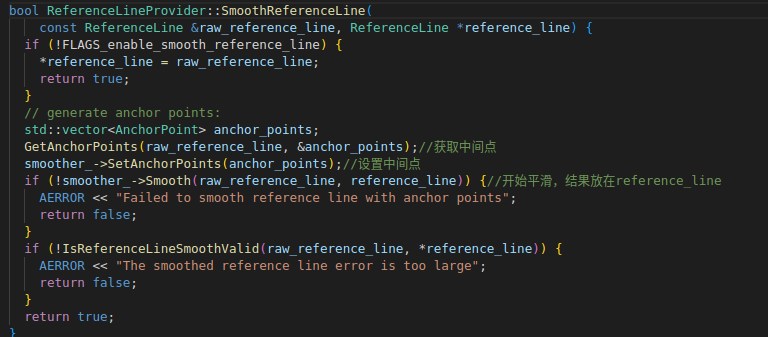 bool ReferenceLineProvider::SmoothReferenceLine(
    const ReferenceLine &raw_reference_line, ReferenceLine *reference_line) {
  if (!FLAGS_enable_smooth_reference_line) {
    *reference_line = raw_reference_line;
    return true;
  }
  // generate anchor points:
  std::vector<AnchorPoint> anchor_points;
  GetAnchorPoints(raw_reference_line, &anchor_points);//获取中间点
  smoother_->SetAnchorPoints(anchor_points);//设置中间点
  if (!smoother_->Smooth(raw_reference_line, reference_line)) {//开始平滑，结果放在reference_line
    AERROR << "Failed to smooth reference line with anchor points";
    return false;
  }
  if (!IsReferenceLineSmoothValid(raw_reference_line, *reference_line)) {
    AERROR << "The smoothed reference line error is too large";
    return false;
  }
  return true;
}